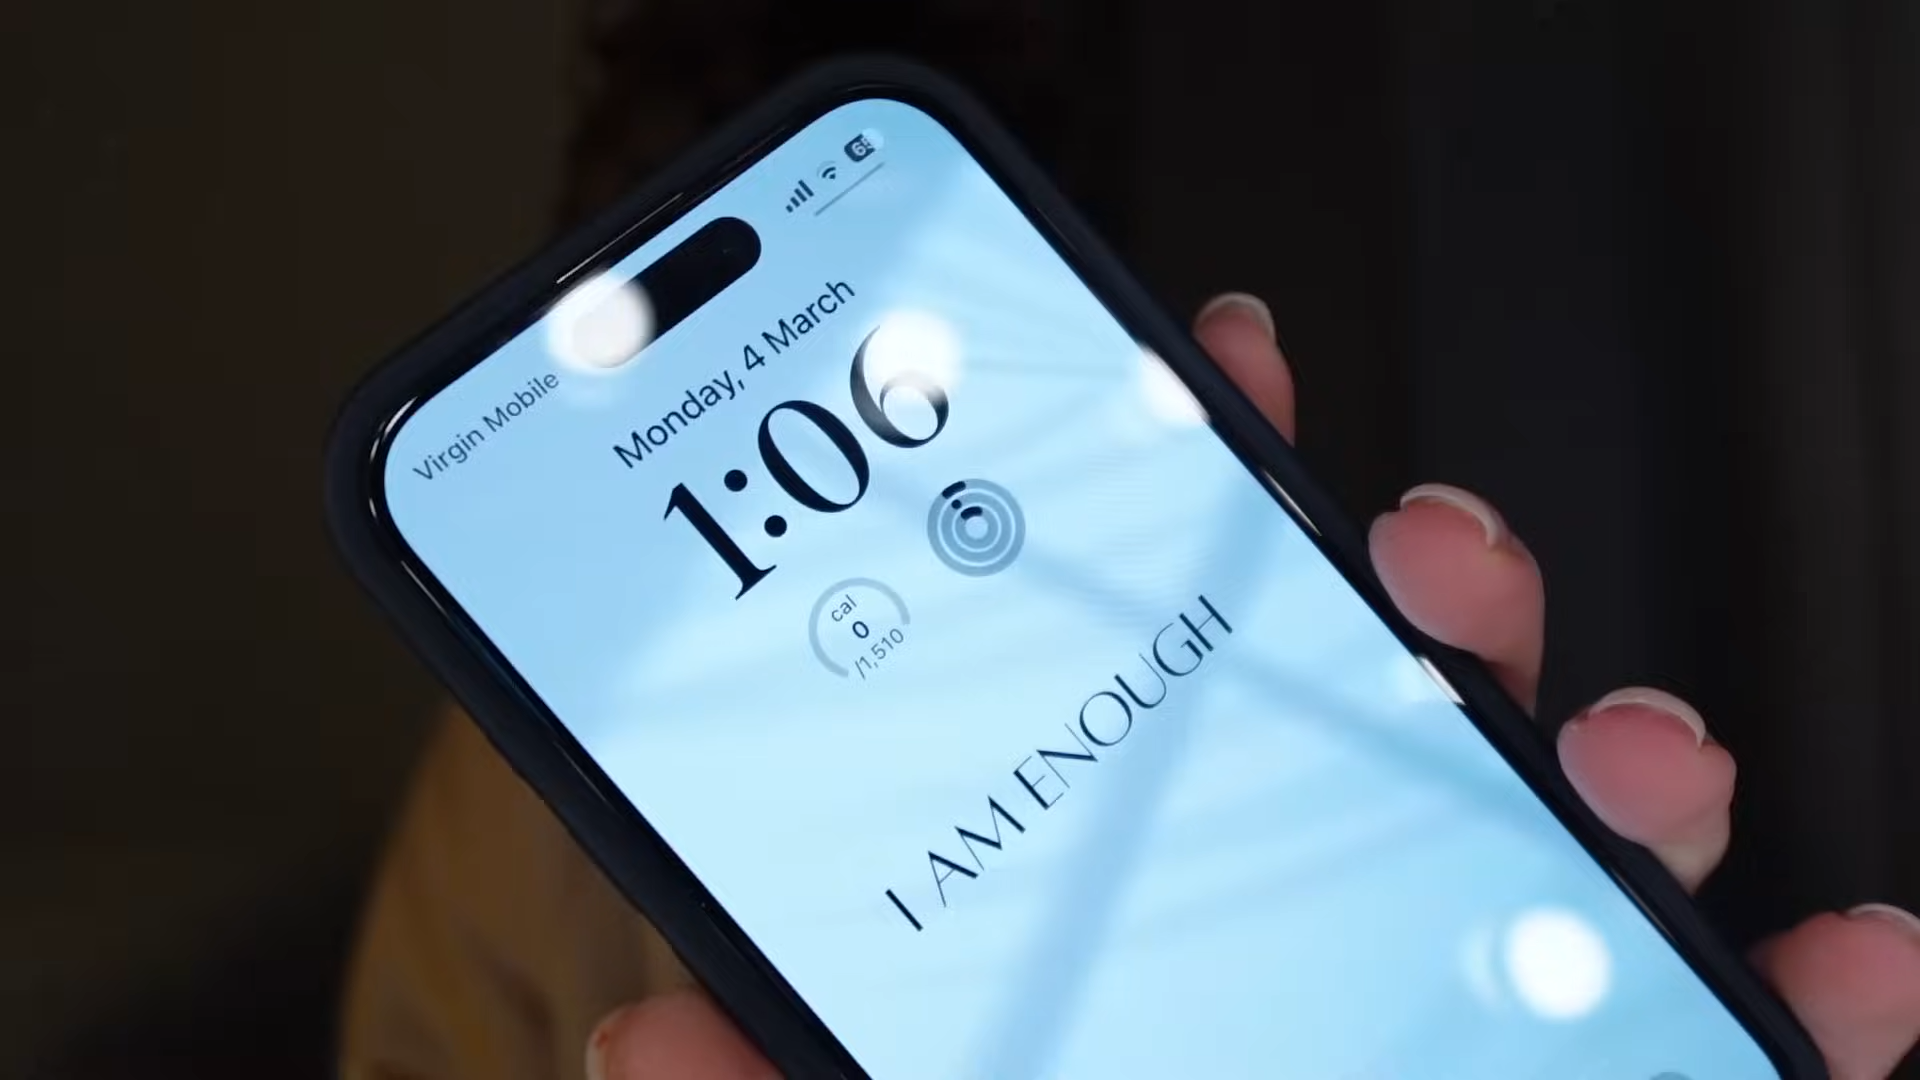 Virgin Mobile
Monday, 4 March
1:06
cal
0
/1,510
I AM ENOUGH